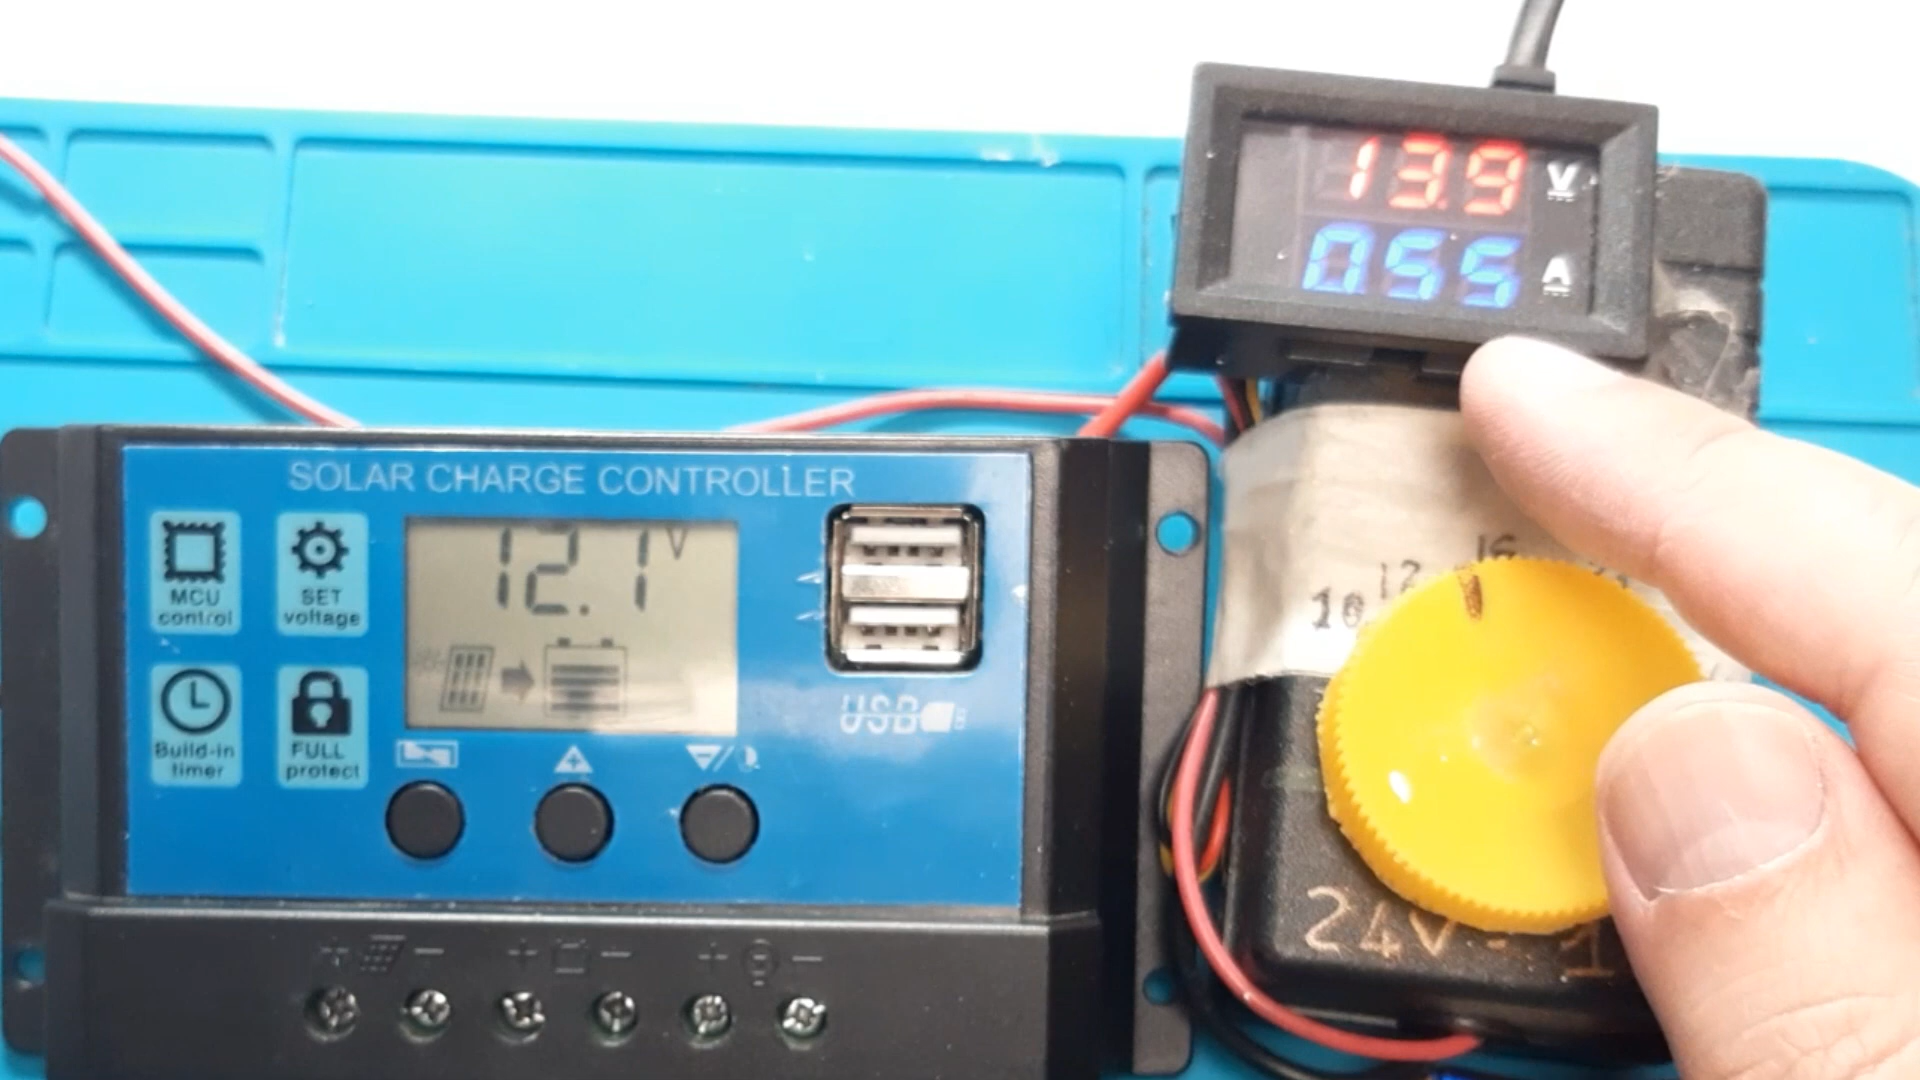 13.9 V
0.55 A
SOLAR CHARGE CONTROLLER
12.1 V
MCU control
SET voltage
Build-in timer
FULL protect
USB
10 12 16
24V - 1